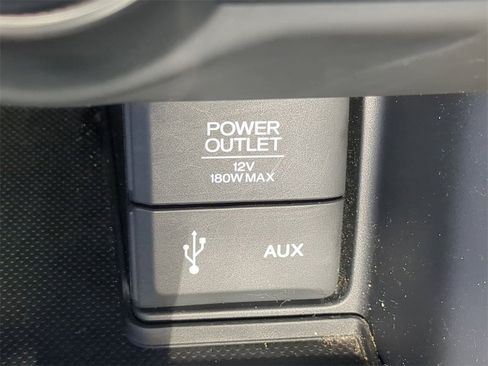 POWER
OUTLET
12V
180W MAX
AUX